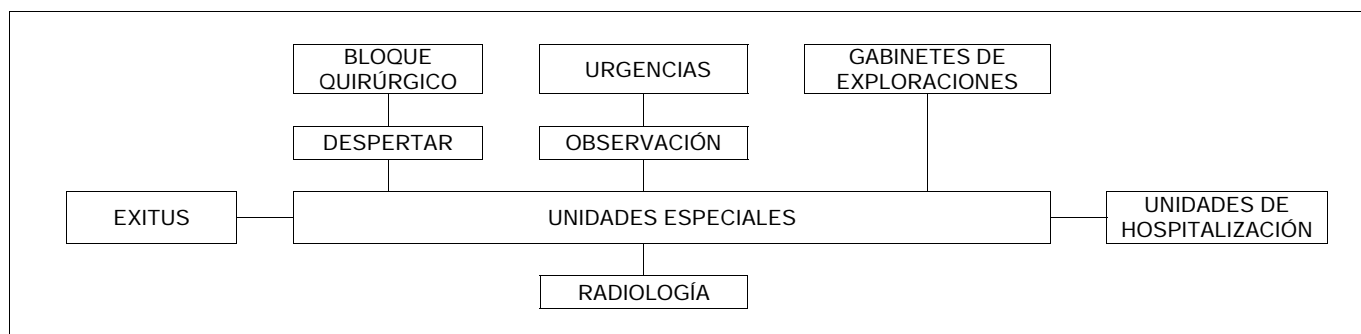 BLOQUE
QUIRÚRGICO
URGENCIAS
GABINETES DE
EXPLORACIONES
DESPERTAR
OBSERVACIÓN
EXITUS
UNIDADES ESPECIALES
UNIDADES DE
HOSPITALIZACIÓN
RADIOLOGÍA